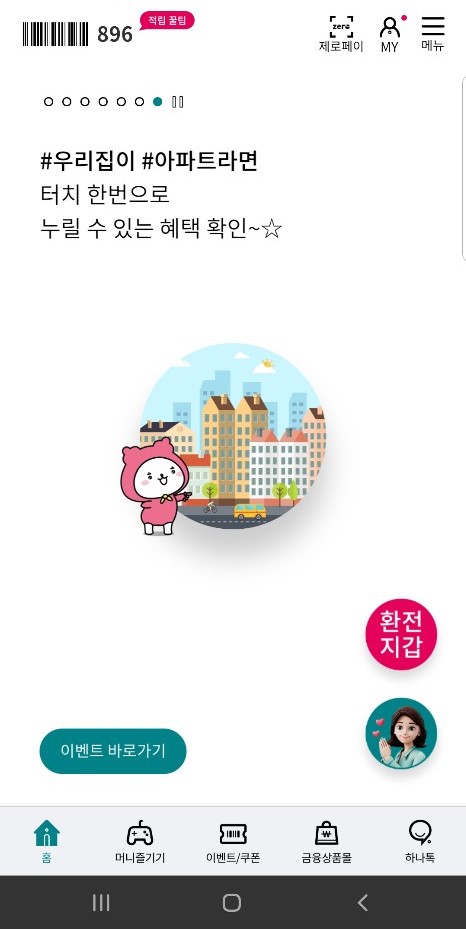 적립 꿀팁
896
zero
제로페이
MY
메뉴
#우리집이 #아파트라면
터치 한번으로
누릴 수 있는 혜택 확인~☆
환전
지갑
이벤트 바로가기
홈
머니즐기기
이벤트/쿠폰
금융상품몰
하나톡